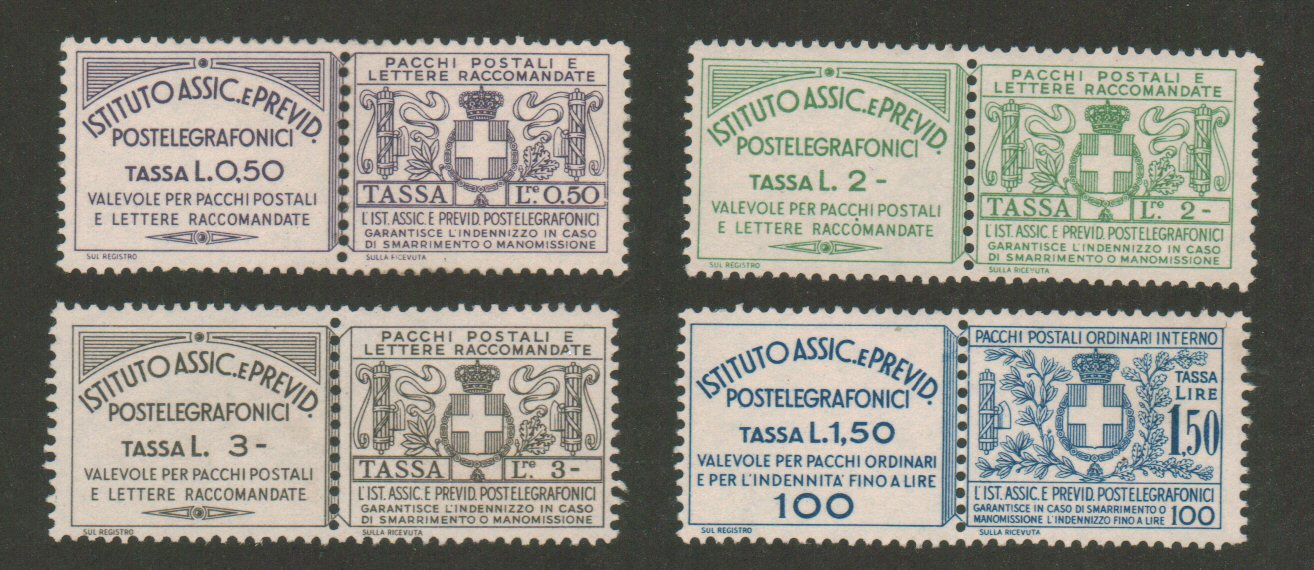 ISTITUTO ASSIC. E PREVID.
POSTELEGRAFONICI
TASSA L. 0,50
VALEVOLE PER PACCHI POSTALI
E LETTERE RACCOMANDATE
SUL REGISTRO
PACCHI POSTALI E
LETTERE RACCOMANDATE
TASSA Lre 0.50
L'IST. ASSIC. E PREVID. POSTELEGRAFONICI
GARANTISCE L'INDENNIZZO IN CASO
DI SMARRIMENTO O MANOMISSIONE
SULLA RICEVUTA
ISTITUTO ASSIC. E PREVID.
POSTELEGRAFONICI
TASSA L. 2 -
VALEVOLE PER PACCHI POSTALI
E LETTERE RACCOMANDATE
SUL REGISTRO
PACCHI POSTALI E
LETTERE RACCOMANDATE
TASSA Lre 2 -
L'IST. ASSIC. E PREVID. POSTELEGRAFONICI
GARANTISCE L'INDENNIZZO IN CASO
DI SMARRIMENTO O MANOMISSIONE
SULLA RICEVUTA
ISTITUTO ASSIC. E PREVID.
POSTELEGRAFONICI
TASSA L. 3 -
VALEVOLE PER PACCHI POSTALI
E LETTERE RACCOMANDATE
SUL REGISTRO
PACCHI POSTALI E
LETTERE RACCOMANDATE
TASSA Lre 3 -
L'IST. ASSIC. E PREVID. POSTELEGRAFONICI
GARANTISCE L'INDENNIZZO IN CASO
DI SMARRIMENTO O MANOMISSIONE
SULLA RICEVUTA
ISTITUTO ASSIC. E PREVID.
POSTELEGRAFONICI
TASSA L. 1,50
VALEVOLE PER PACCHI ORDINARI
E PER L'INDENNITA' FINO A LIRE
100
SUL REGISTRO
PACCHI POSTALI ORDINARI INTERNO
TASSA
LIRE
1,50
L'IST. ASSIC. E PREVID. POSTELEGRAFONICI
GARANTISCE IN CASO DI SMARRIMENTO O
MANOMISSIONE L'INDENNIZZO FINO A LIRE 100
SULLA RICEVUTA